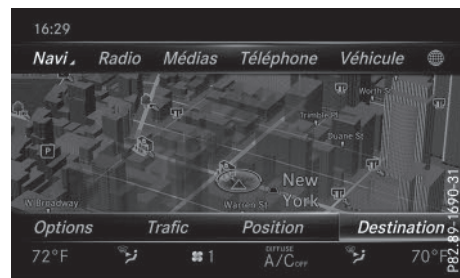 16:29
Navi Radio Médias Téléphone Véhicule
Worth S
Trimble Pl
Duane St
P
New York
W.Broadway
Warren St
Options Trafic Position Destination
72°F 1 DIFFUSE A/C OFF 70°F
P82.89-1690-31